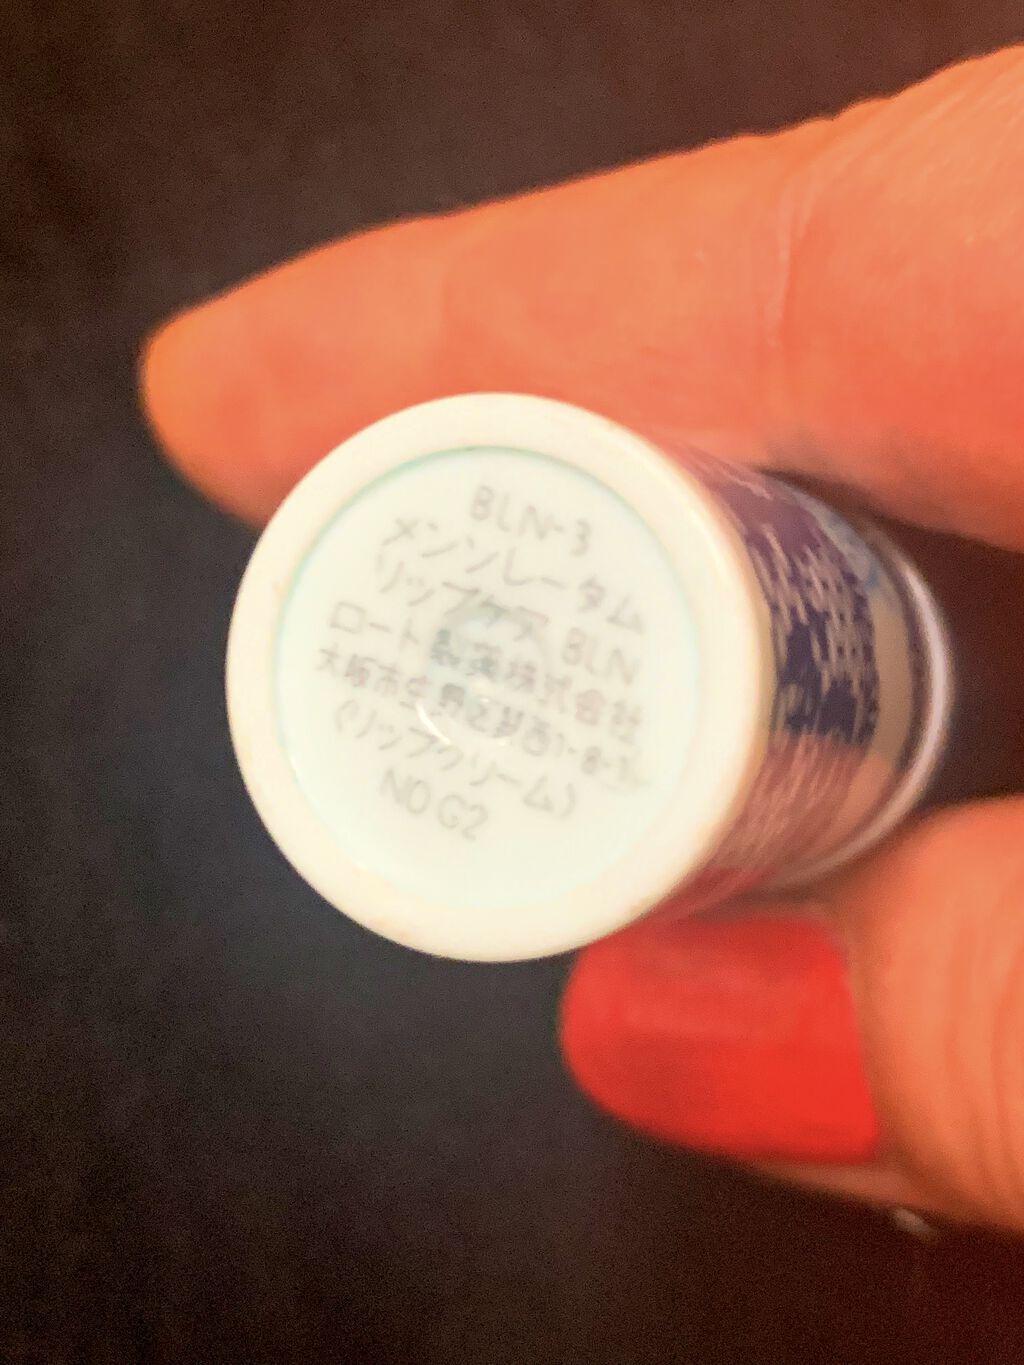 BLN-3
メンソレータム
リップケア BLN
ロート製薬株式会社
大阪市生野区巽西1-8-1
(リップクリーム)
NO G2